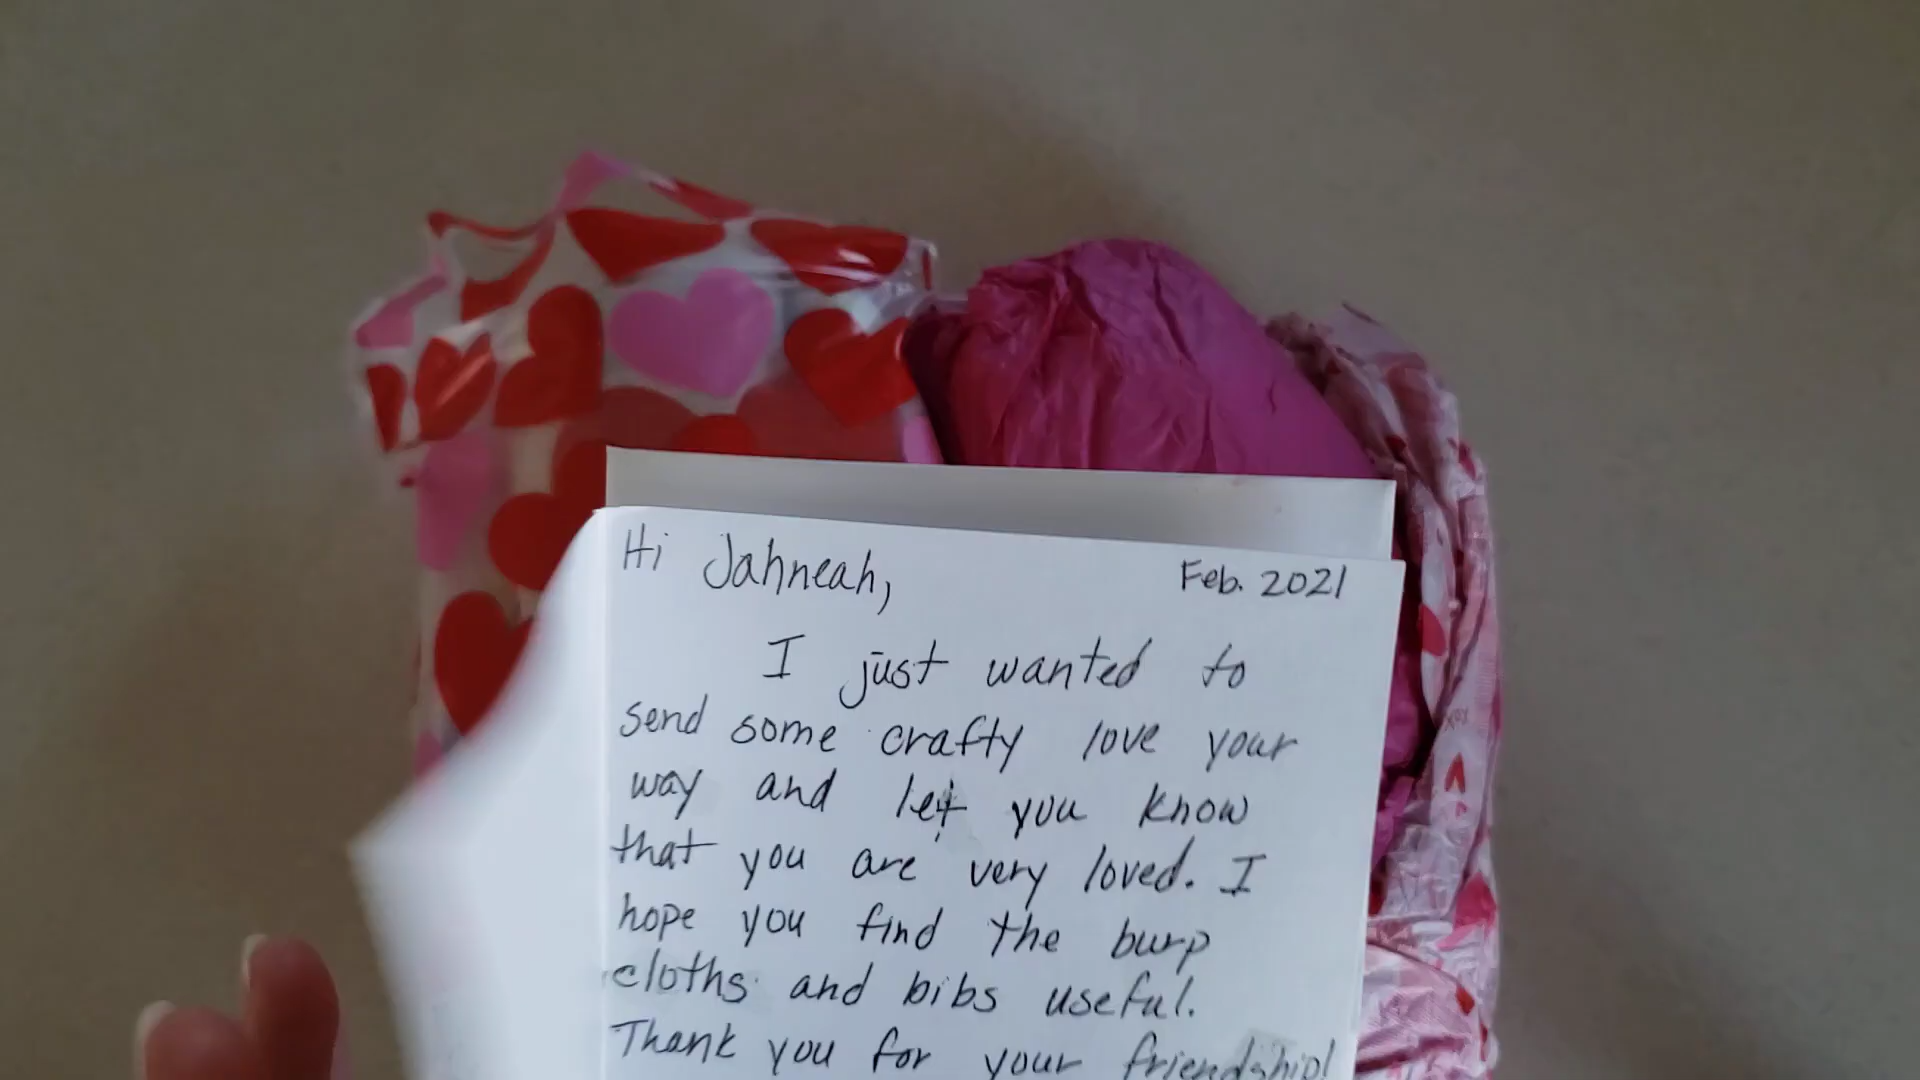 Hi Jahneah,
Feb. 2021
I just wanted to
send some crafty love your
way and let you know
that you are very loved. I
hope you find the burp
cloths and bibs useful.
Thank you for your friendship!